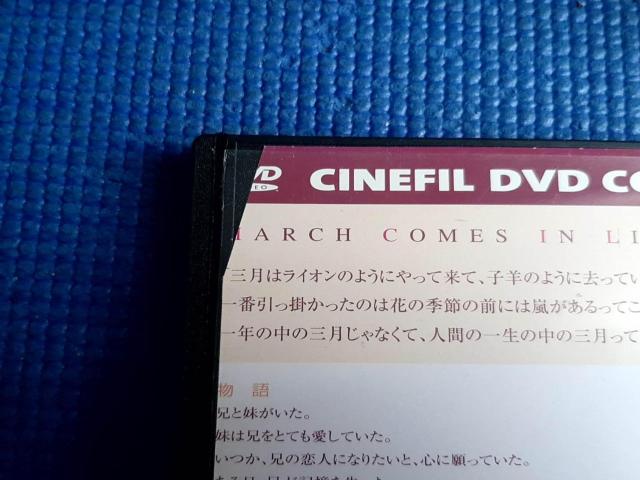 CINEFIL DVD CO
MARCH COMES IN LI
「三月はライオンのようにやって来て、子羊のように去ってい
一番引っ掛かったのは花の季節の前には嵐があるってこ
一年の中の三月じゃなくて、人間の一生の中の三月って
物語
兄と妹がいた。
妹は兄をとても愛していた。
いつか、兄の恋人になりたいと、心に願っていた。